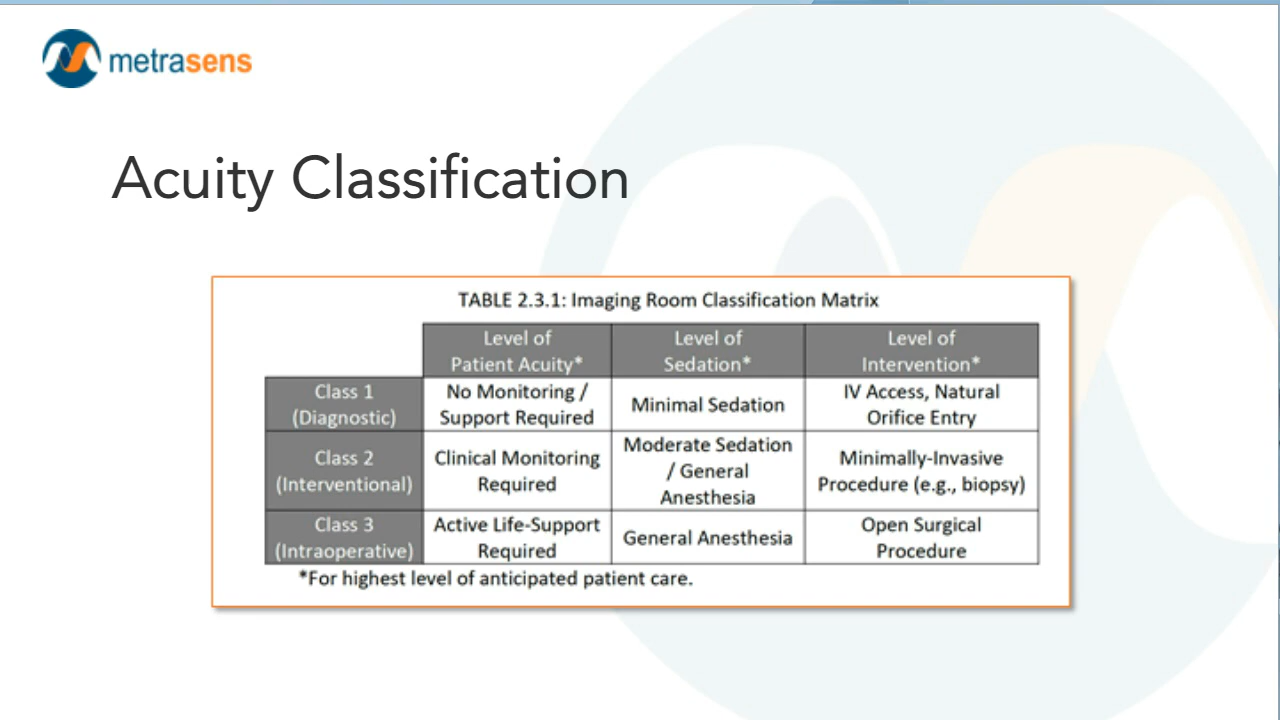 metrasens
Acuity Classification
TABLE 2.3.1: Imaging Room Classification Matrix
Level of
Patient Acuity*
Level of
Sedation*
Level of
Intervention*
Class 1
(Diagnostic)
No Monitoring /
Support Required
Minimal Sedation
IV Access, Natural
Orifice Entry
Class 2
(Interventional)
Clinical Monitoring
Required
Moderate Sedation
/ General
Anesthesia
Minimally-Invasive
Procedure (e.g., biopsy)
Class 3
(Intraoperative)
Active Life-Support
Required
General Anesthesia
Open Surgical
Procedure
*For highest level of anticipated patient care.